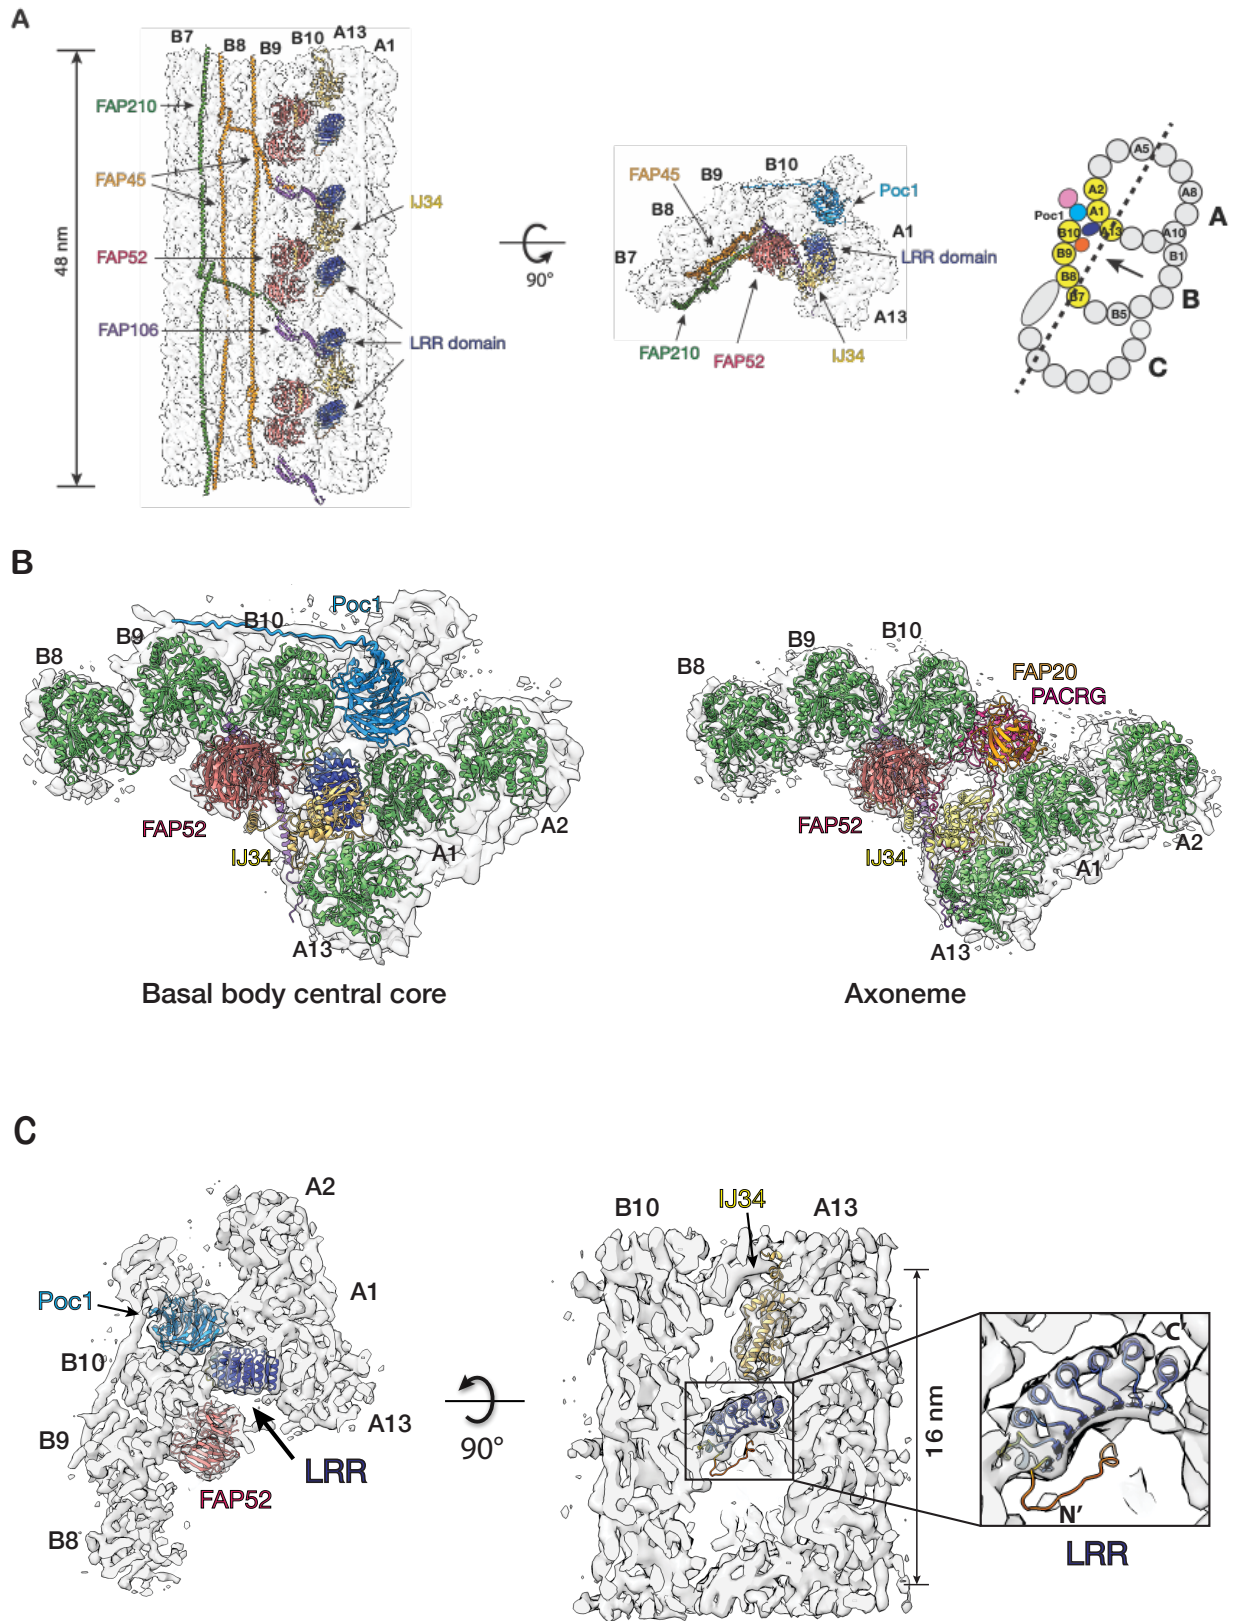 A
B7
B8
B9
B10
A13
A1
48 nm
FAP210
FAP45
FAP52
FAP106
IJ34
LRR domain
90°
FAP45
B9
B10
B8
B7
Poc1
A1
LRR domain
A13
FAP210
FAP52
IJ34
A5
A2
A8
Poc1
A1
B10
A13
A10
A
B9
B1
B8
B7
B
B5
C
B
B8
B9
B10
Poc1
FAP52
IJ34
A1
A2
A13
Basal body central core
B8
B9
B10
FAP20
PACRG
FAP52
IJ34
A1
A2
A13
Axoneme
C
A2
A1
Poc1
B10
A13
B9
LRR
FAP52
B8
90°
B10
IJ34
A13
16 nm
C'
N'
LRR